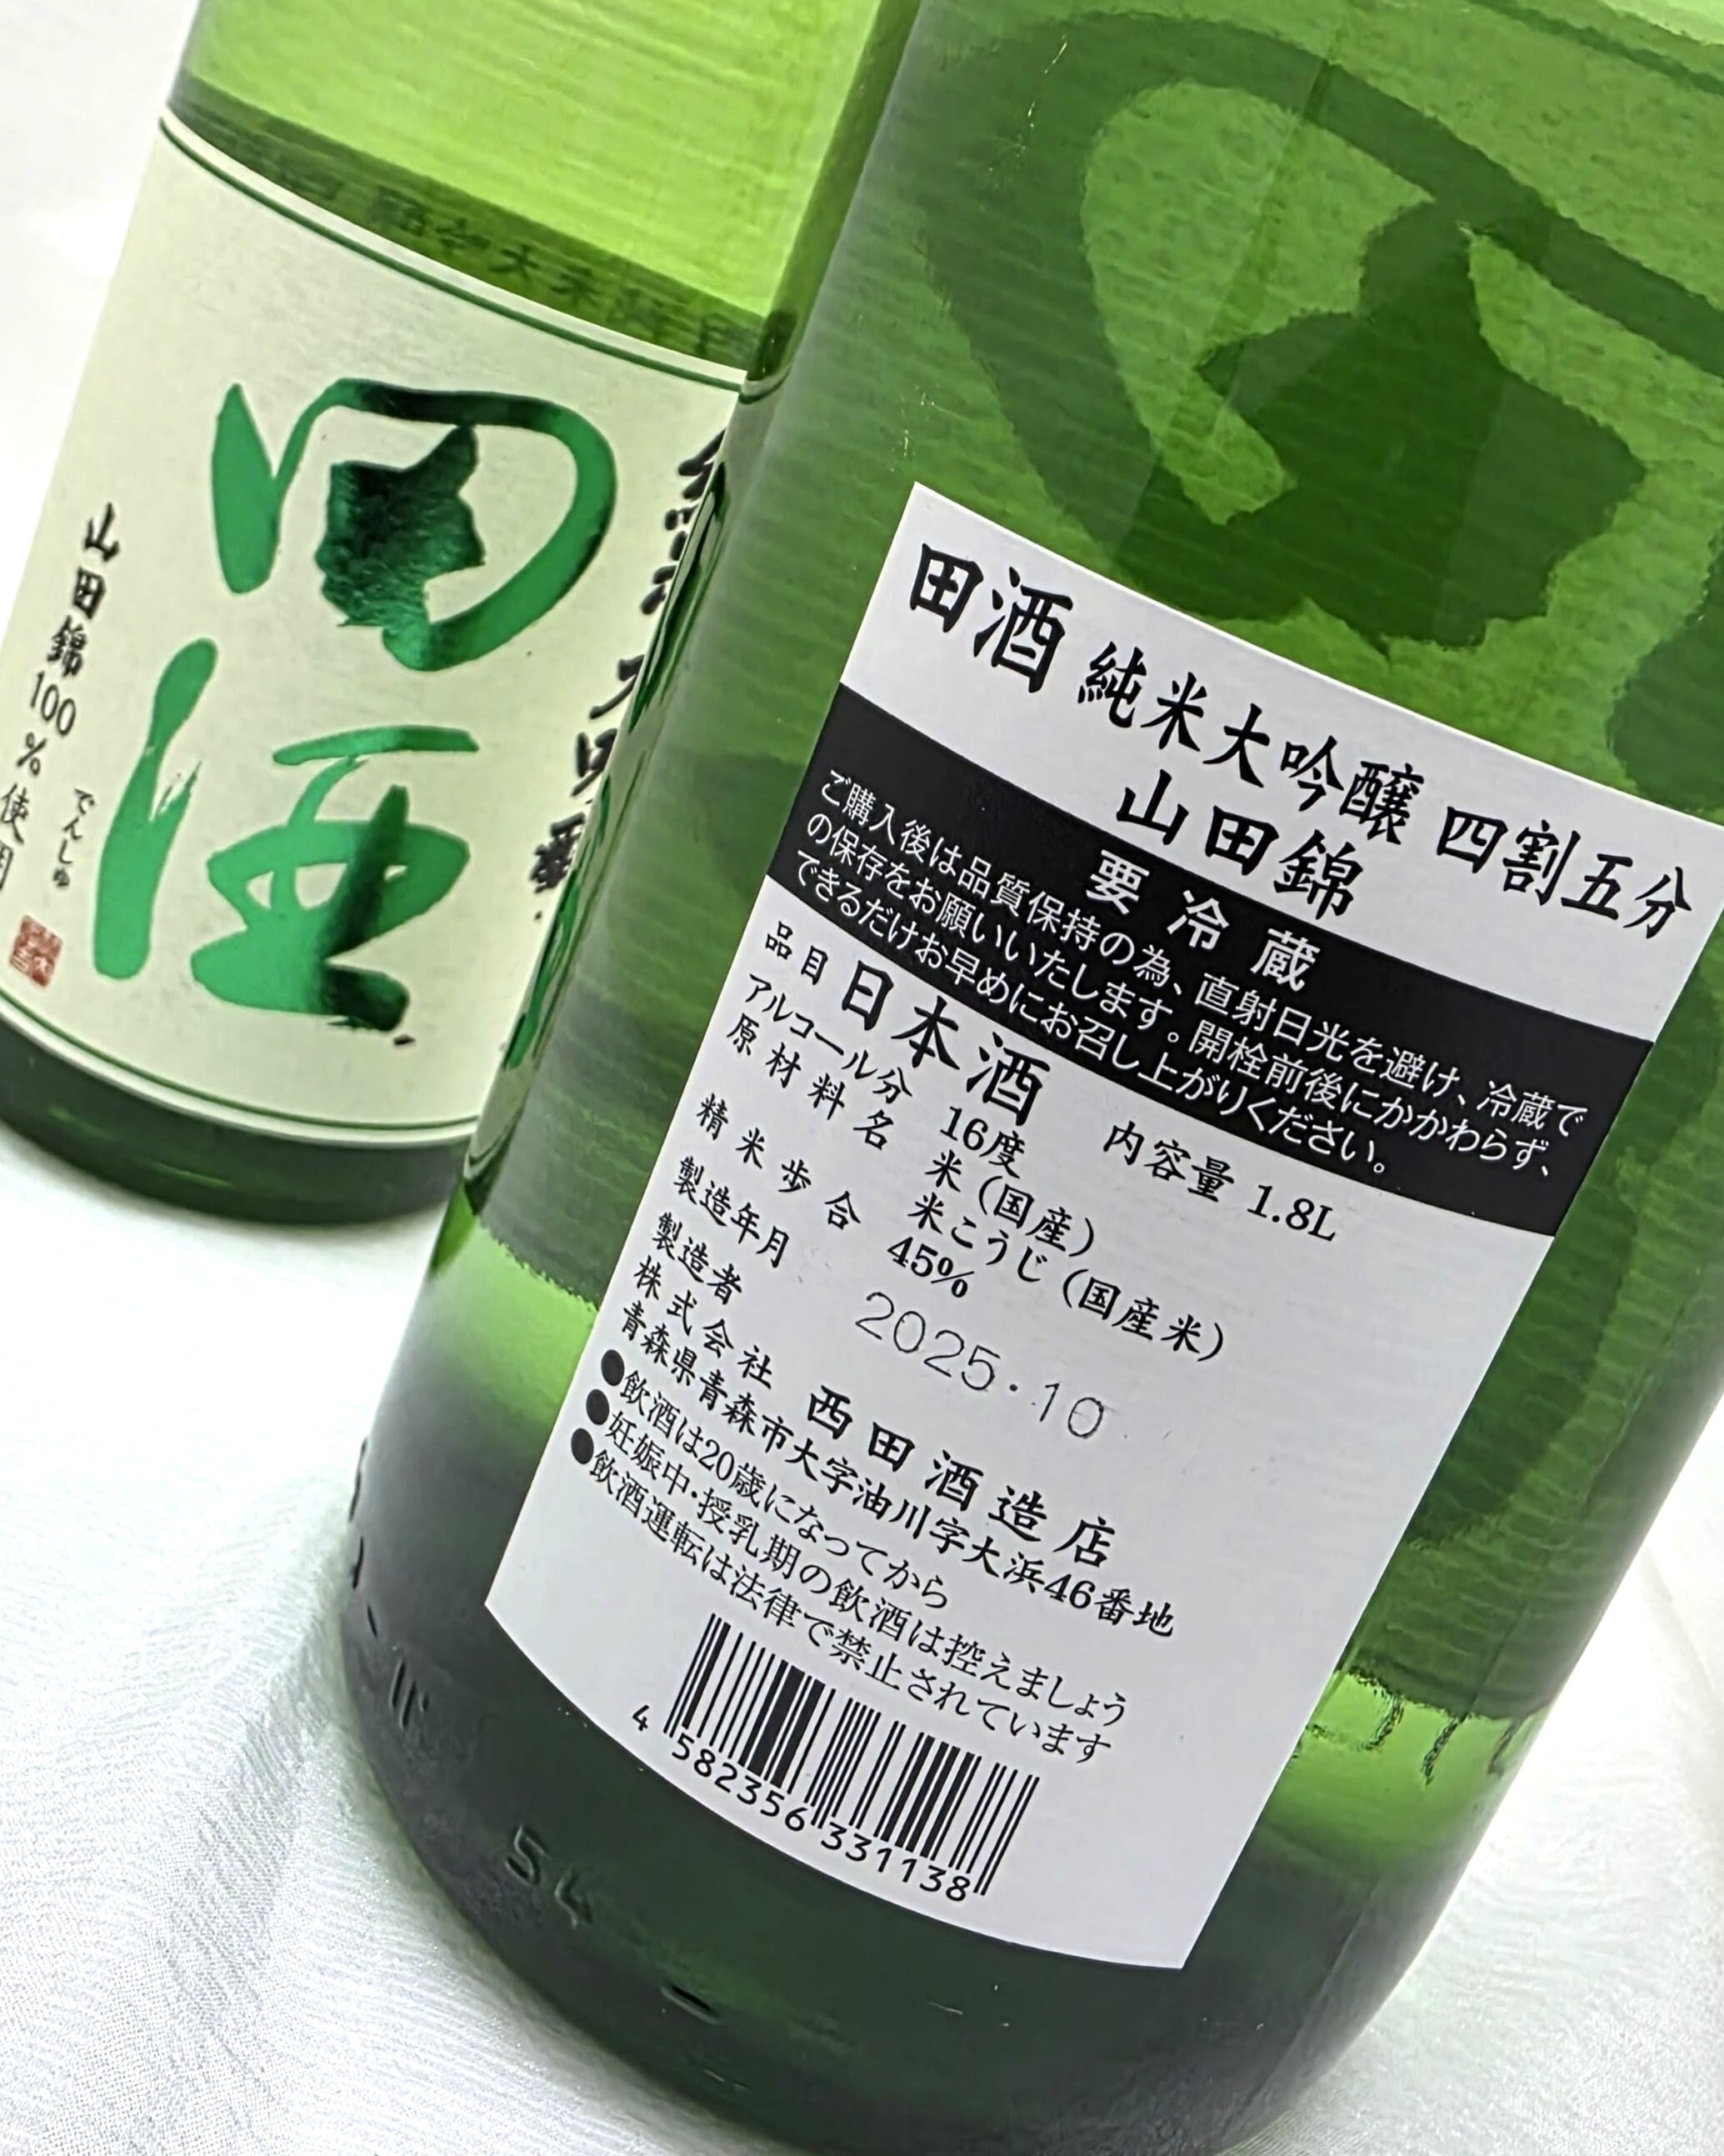 田酒
山田錦100%使用
でんしゅ
田酒 純米大吟醸 四割五分
山田錦
要冷蔵
ご購入後は品質保持の為、直射日光を避け、冷蔵で
の保存をお願いいたします。開栓前後にかかわらず、
できるだけお早めにお召し上がりください。
品目 日本酒 内容量 1.8L
アルコール分 16度
原材料名 米（国産）
米こうじ（国産米）
精米歩合 45%
製造年月 2025・10
製造者
株式会社 西田酒造店
青森県青森市大字油川字大浜46番地
●飲酒は20歳になってから
●妊娠中・授乳期の飲酒は控えましょう
●飲酒運転は法律で禁止されています
4 582356 331138
54